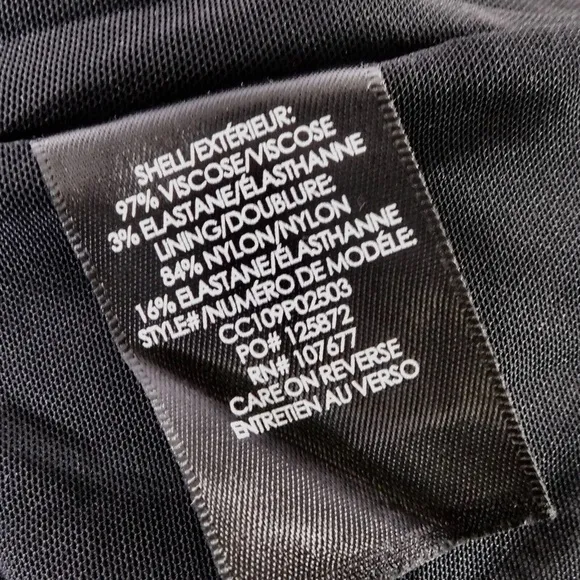 SHELL/EXTÉRIEUR:
97% VISCOSE/VISCOSE
3% ELASTANE/ÉLASTHANNE
LINING/DOUBLURE:
84% NYLON/NYLON
16% ELASTANE/ÉLASTHANNE
STYLE#/NUMÉRO DE MODÉLE:
CC109P02503
PO# 125872
RN# 107677
CARE ON REVERSE
ENTRETIEN AU VERSO